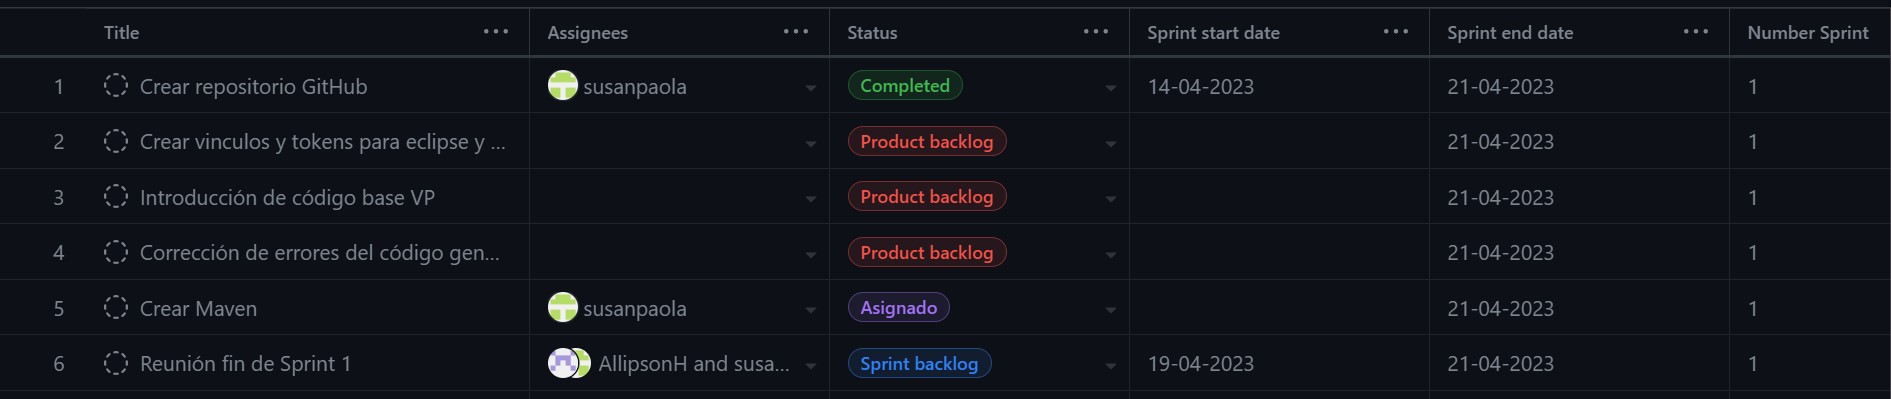 Title ... Assignees ... Status ... Sprint start date ... Sprint end date ... Number Sprint
1 Crear repositorio GitHub susanpaola Completed 14-04-2023 21-04-2023 1
2 Crear vinculos y tokens para eclipse y ... Product backlog 21-04-2023 1
3 Introducción de código base VP Product backlog 21-04-2023 1
4 Corrección de errores del código gen... Product backlog 21-04-2023 1
5 Crear Maven susanpaola Asignado 21-04-2023 1
6 Reunión fin de Sprint 1 AllipsonH and susa... Sprint backlog 19-04-2023 21-04-2023 1